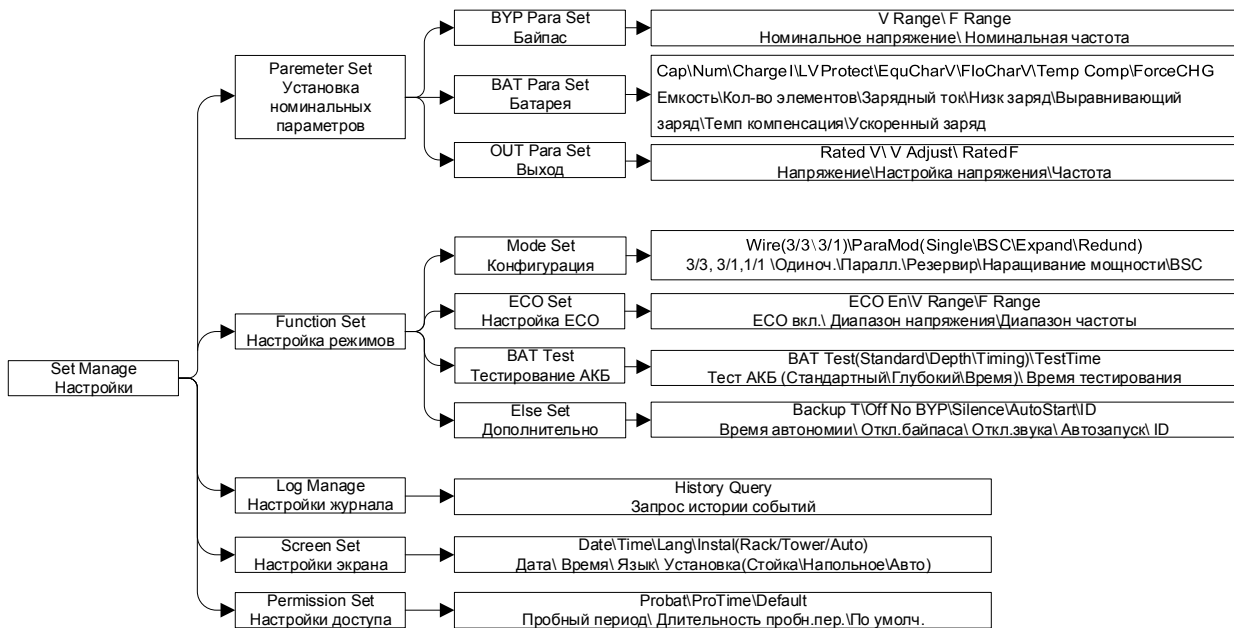 BYP Para Set
Байпас
V Range\ F Range
Номинальное напряжение\ Номинальная частота
Paremeter Set
Установка
номинальных
параметров
BAT Para Set
Батарея
Cap\Num\Charge I\LV Protect\EquCharV\FloCharV\Temp Comp\ForceCHG
Емкость\Кол-во элементов\Зарядный ток\Низк заряд\Выравнивающий
заряд\Темп компенсация\Ускоренный заряд
OUT Para Set
Выход
Rated V\ V Adjust\ Rated F
Напряжение\Настройка напряжения\Частота
Mode Set
Конфигурация
Wire(3/3\3/1)\ParaMod(Single\BSC\Expand\Redund)
3/3, 3/1,1/1 \Одиноч.\Паралл.\Резервир\Наращивание мощности\BSC
Function Set
Настройка режимов
ECO Set
Настройка ECO
ECO En\V Range\F Range
ECO вкл.\ Диапазон напряжения\Диапазон частоты
Set Manage
Настройки
BAT Test
Тестирование АКБ
BAT Test(Standard\Depth\Timing)\TestTime
Тест АКБ (Стандартный\Глубокий\Время)\ Время тестирования
Else Set
Дополнительно
Backup T\Off No BYP\Silence\AutoStart\ID
Время автономии\ Откл.байпаса\ Откл.звука\ Автозапуск\ ID
Log Manage
Настройки журнала
History Query
Запрос истории событий
Screen Set
Настройки экрана
Date\Time\Lang\Instal(Rack/Tower/Auto)
Дата\ Время\ Язык\ Установка(Стойка\Напольное\Авто)
Permission Set
Настройки доступа
Probat\ProTime\Default
Пробный период\ Длительность пробн.пер.\По умолч.